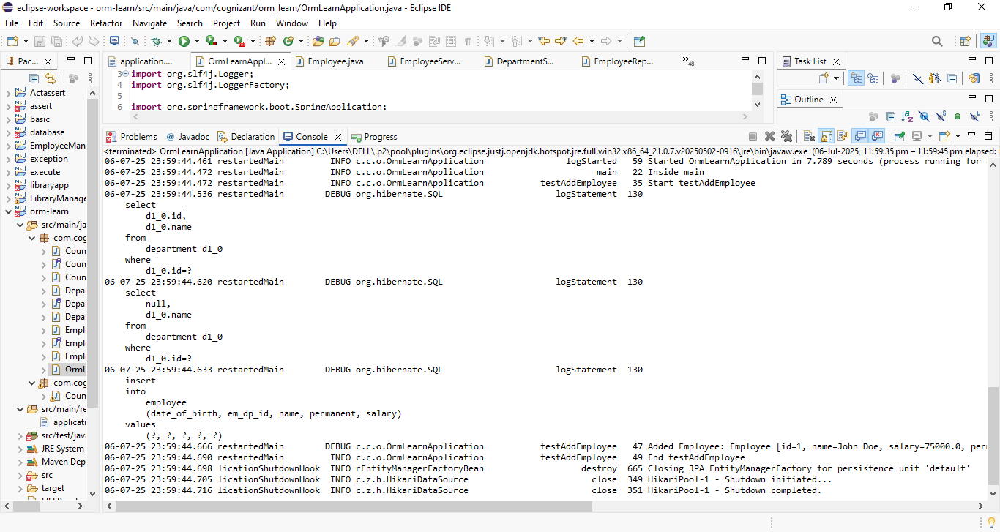 eclipse-workspace - orm-learn/src/main/java/com/cognizant/orm_learn/OrmLearnApplication.java - Eclipse IDE
File Edit Source Refactor Navigate Search Project Run Window Help
Pac...
application....
OrmLearnAppl...
Employee.java
EmployeeServ...
DepartmentS...
EmployeeRep...
»48
Task List
3 import org.slf4j.Logger;
4 import org.slf4j.LoggerFactory;
5
6 import org.springframework.boot.SpringApplication;
Outline
Actassert
assert
basic
database
EmployeeMan
exception
execute
libraryapp
LibraryManage
orm-learn
src/main/ja
com.cog
Coun
Coun
Coun
Depar
Depar
Depar
Emplo
Emplo
Emplo
OrmL
com.cog
Coun
src/main/re
applicati
src/test/java
JRE System
Maven Dep
src
target
Problems @ Javadoc Declaration Console Progress
<terminated> OrmLearnApplication [Java Application] C:\Users\DELL\.p2\pool\plugins\org.eclipse.justj.openjdk.hotspot.jre.full.win32.x86_64_21.0.7.v20250502-0916\jre\bin\javaw.exe (06-Jul-2025, 11:59:35 pm – 11:59:45 pm elapsed:
06-07-25 23:59:44.461 restartedMain INFO c.c.o.OrmLearnApplication logStarted 59 Started OrmLearnApplication in 7.789 seconds (process running for
06-07-25 23:59:44.472 restartedMain INFO c.c.o.OrmLearnApplication main 22 Inside main
06-07-25 23:59:44.472 restartedMain INFO c.c.o.OrmLearnApplication testAddEmployee 35 Start testAddEmployee
06-07-25 23:59:44.536 restartedMain DEBUG org.hibernate.SQL logStatement 130
select
d1_0.id,
d1_0.name
from
department d1_0
where
d1_0.id=?
06-07-25 23:59:44.620 restartedMain DEBUG org.hibernate.SQL logStatement 130
select
null,
d1_0.name
from
department d1_0
where
d1_0.id=?
06-07-25 23:59:44.633 restartedMain DEBUG org.hibernate.SQL logStatement 130
insert
into
employee
(date_of_birth, em_dp_id, name, permanent, salary)
values
(?, ?, ?, ?, ?)
06-07-25 23:59:44.666 restartedMain DEBUG c.c.o.OrmLearnApplication testAddEmployee 47 Added Employee: Employee [id=1, name=John Doe, salary=75000.0, per
06-07-25 23:59:44.690 restartedMain INFO c.c.o.OrmLearnApplication testAddEmployee 49 End testAddEmployee
06-07-25 23:59:44.698 licationShutdownHook INFO rEntityManagerFactoryBean destroy 665 Closing JPA EntityManagerFactory for persistence unit 'default'
06-07-25 23:59:44.705 licationShutdownHook INFO c.z.h.HikariDataSource close 349 HikariPool-1 - Shutdown initiated...
06-07-25 23:59:44.716 licationShutdownHook INFO c.z.h.HikariDataSource close 351 HikariPool-1 - Shutdown completed.